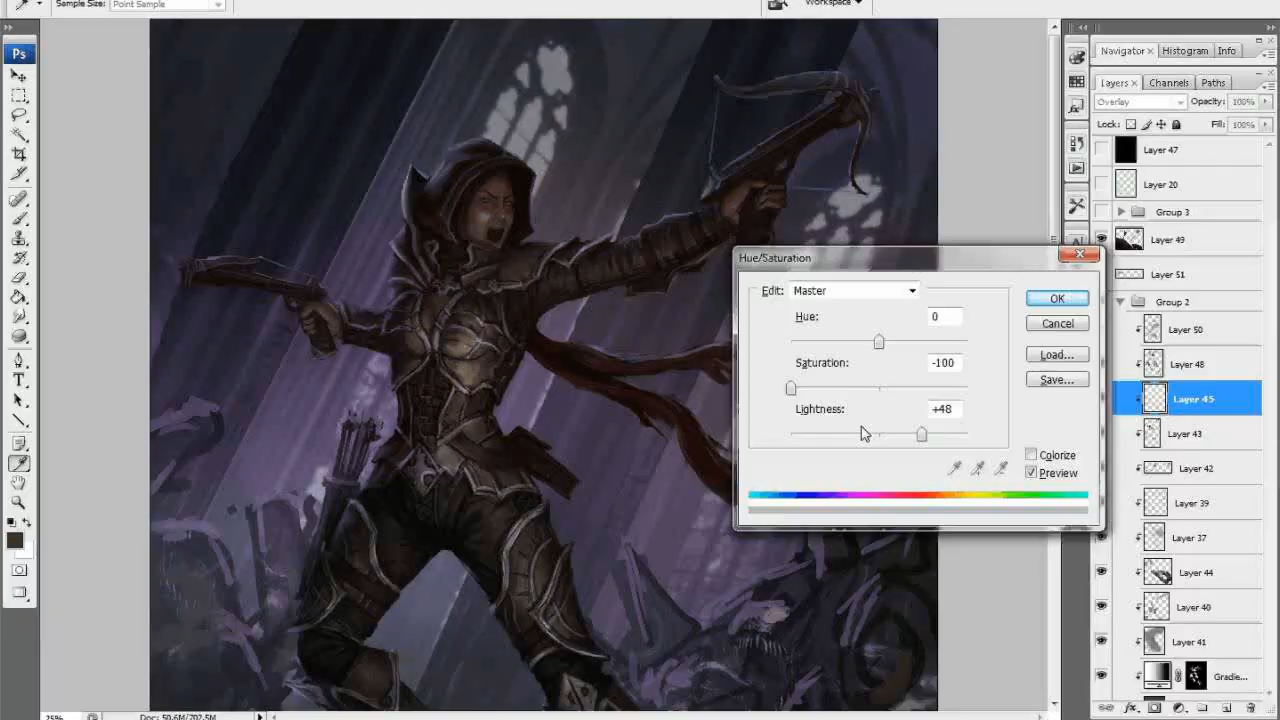 Sample Size: Point Sample
Workspace
Ps
Navigator × Histogram Info
Layers × Channels Paths
Overlay Opacity: 100%
Lock: Fill: 100%
Layer 47
Layer 20
Group 3
Layer 49
Layer 51
Group 2
Layer 50
Layer 48
Layer 45
Layer 43
Layer 42
Layer 39
Layer 37
Layer 44
Layer 40
Layer 41
Gradie...
Hue/Saturation
Edit: Master
Hue: 0
Saturation: -100
Lightness: +48
OK
Cancel
Load...
Save...
Colorize
Preview
25%
Doc: 50.6M/702.5M